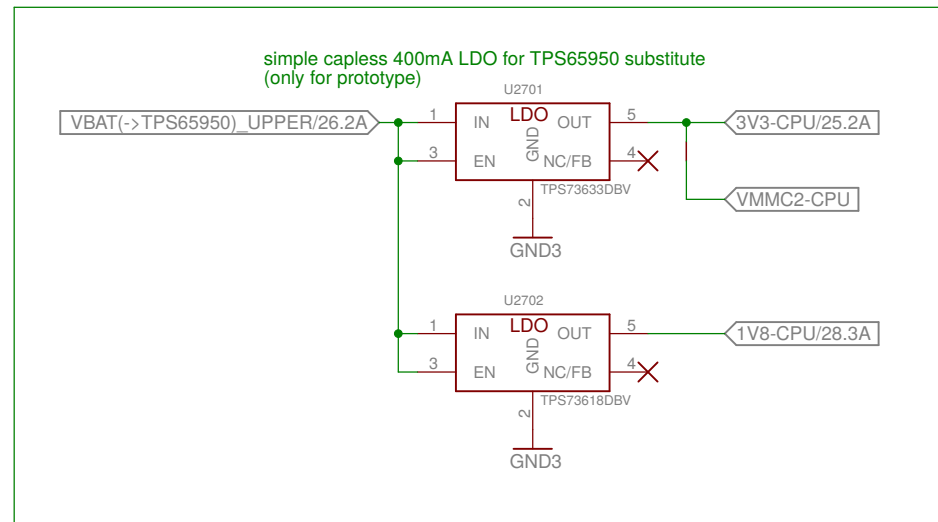 simple capless 400mA LDO for TPS65950 substitute
(only for prototype)
U2701
VBAT(->TPS65950)_UPPER/26.2A
1
IN
LDO
OUT
5
3V3-CPU/25.2A
3
EN
GND
NC/FB
4
TPS73633DBV
VMMC2-CPU
2
GND3
U2702
1
IN
LDO
OUT
5
1V8-CPU/28.3A
3
EN
GND
NC/FB
4
TPS73618DBV
2
GND3